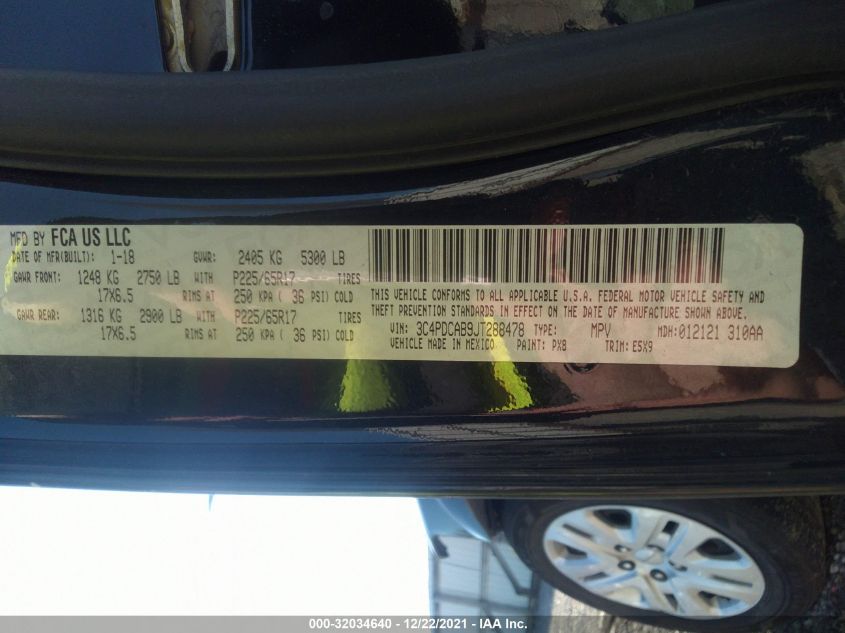 MFD BY FCA US LLC
DATE OF MFR(BUILT): 1-18 GVWR: 2405 KG 5300 LB
GAWR FRONT: 1248 KG 2750 LB WITH P225/65R17 TIRES
17X6.5 RIMS AT 250 KPA ( 36 PSI) COLD
GAWR REAR: 1316 KG 2900 LB WITH P225/65R17 TIRES
17X6.5 RIMS AT 250 KPA ( 36 PSI) COLD
THIS VEHICLE CONFORMS TO ALL APPLICABLE U.S.A. FEDERAL MOTOR VEHICLE SAFETY AND
THEFT PREVENTION STANDARDS IN EFFECT ON THE DATE OF MANUFACTURE SHOWN ABOVE.
VIN: 3C4PDCAB9JT288478 TYPE: MPV MDH:012121 310AA
VEHICLE MADE IN MEXICO PAINT: PX8 TRIM: E5X9
000-32034640 - 12/22/2021 - IAA Inc.